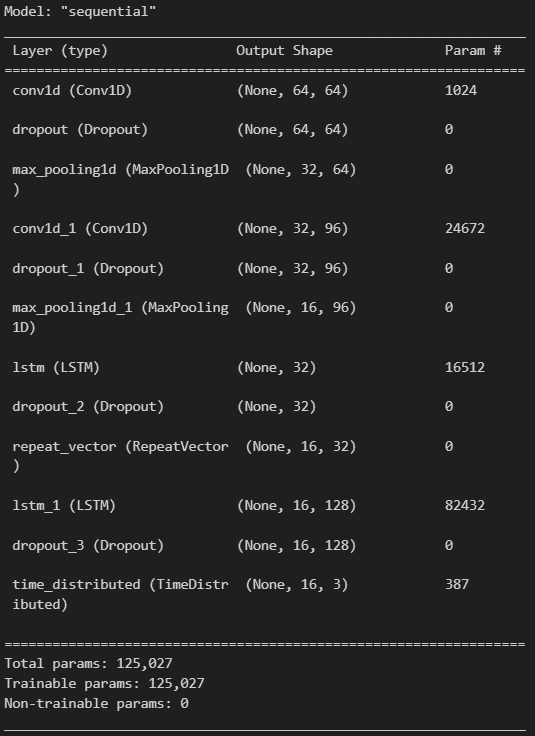 Model: "sequential"
_________________________________________________________________
Layer (type) Output Shape Param #
=================================================================
conv1d (Conv1D) (None, 64, 64) 1024
dropout (Dropout) (None, 64, 64) 0
max_pooling1d (MaxPooling1D (None, 32, 64) 0
)
conv1d_1 (Conv1D) (None, 32, 96) 24672
dropout_1 (Dropout) (None, 32, 96) 0
max_pooling1d_1 (MaxPooling (None, 16, 96) 0
1D)
lstm (LSTM) (None, 32) 16512
dropout_2 (Dropout) (None, 32) 0
repeat_vector (RepeatVector (None, 16, 32) 0
)
lstm_1 (LSTM) (None, 16, 128) 82432
dropout_3 (Dropout) (None, 16, 128) 0
time_distributed (TimeDistr (None, 16, 3) 387
ibuted)
=================================================================
Total params: 125,027
Trainable params: 125,027
Non-trainable params: 0
_________________________________________________________________